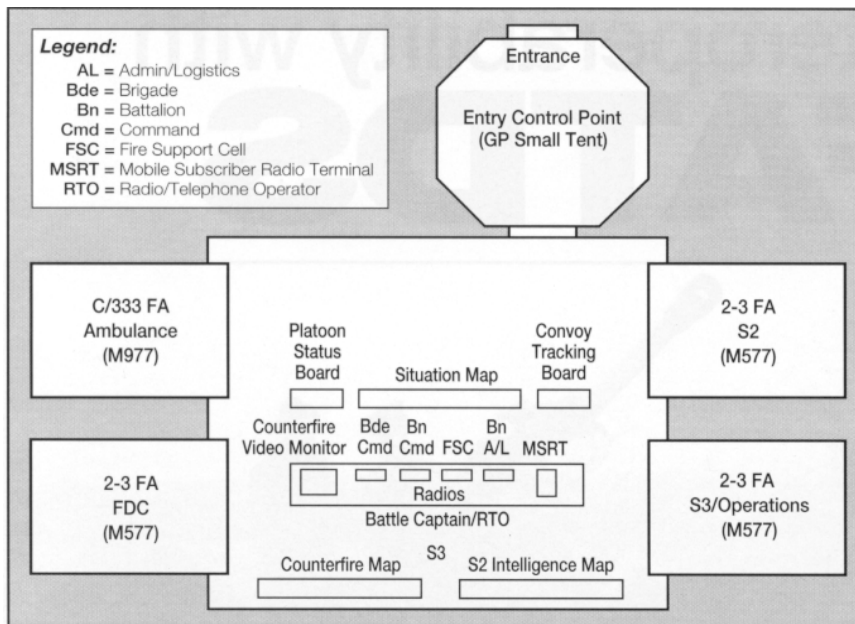 Legend:
AL = Admin/Logistics
Bde = Brigade
Bn = Battalion
Cmd = Command
FSC = Fire Support Cell
MSRT = Mobile Subscriber Radio Terminal
RTO = Radio/Telephone Operator
Entrance
Entry Control Point
(GP Small Tent)
C/333 FA
Ambulance
(M977)
2-3 FA
S2
(M577)
Platoon
Status
Board
Situation Map
Convoy
Tracking
Board
Counterfire
Video Monitor
Bde
Cmd
Bn
Cmd
FSC
Bn
A/L
MSRT
Radios
Battle Captain/RTO
2-3 FA
FDC
(M577)
2-3 FA
S3/Operations
(M577)
S3
Counterfire Map
S2 Intelligence Map